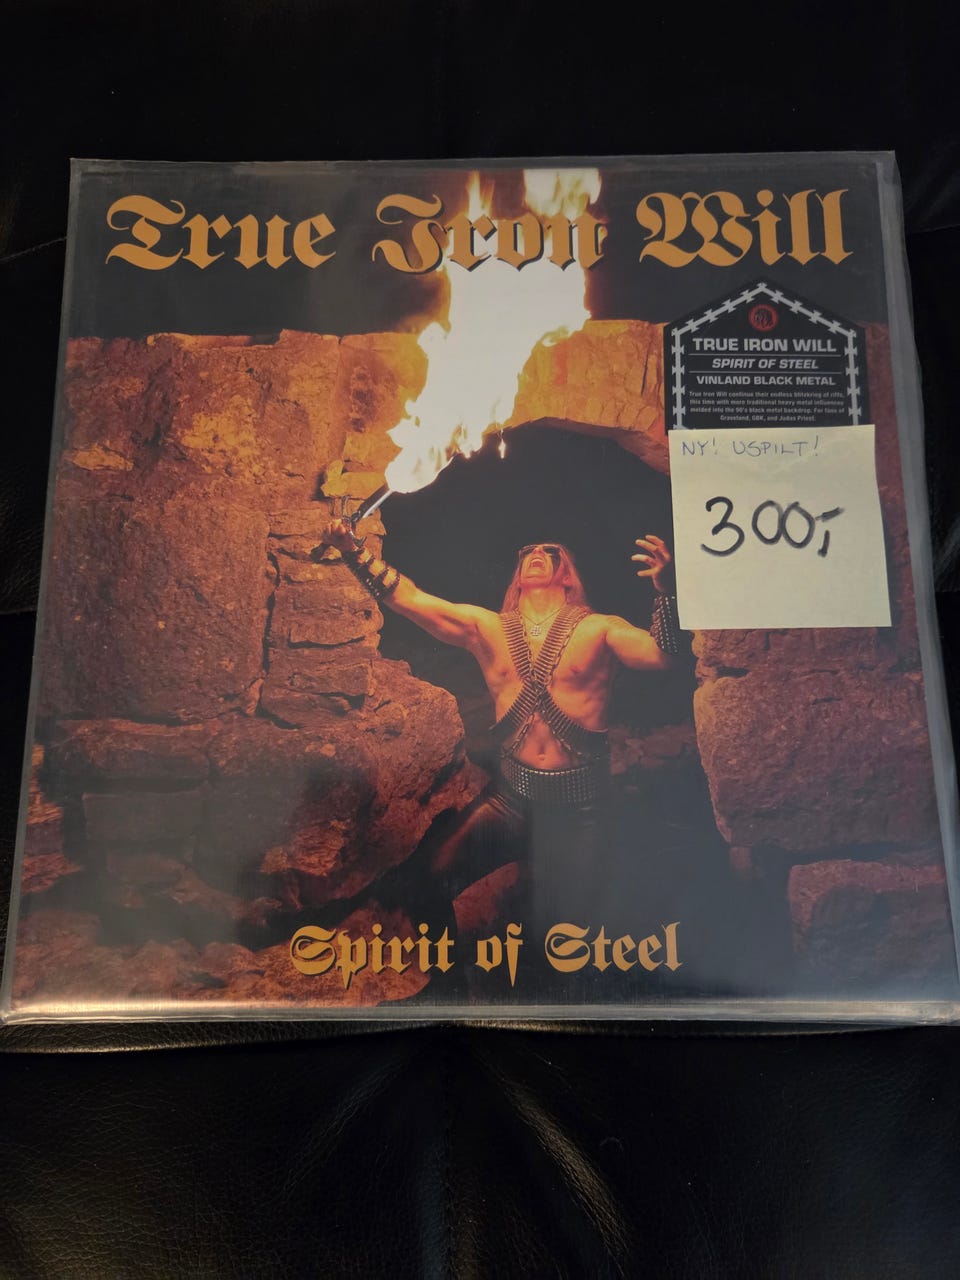 True Iron Will
TRUE IRON WILL
SPIRIT OF STEEL
VINLAND BLACK METAL
True Iron Will continue their endless blitzkrieg of riffs,
this time with more traditional heavy metal influences
melded into the 90's black metal backdrop. For fans of
Graveland, GBK, and Judas Priest.
NY! USPILT!
300,-
Spirit of Steel